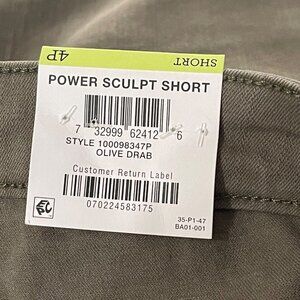 4P SHORT
POWER SCULPT SHORT
7 32999 62412 6
STYLE 100098347P
OLIVE DRAB
Customer Return Label
070224583175
35-P1-47
BA01-001